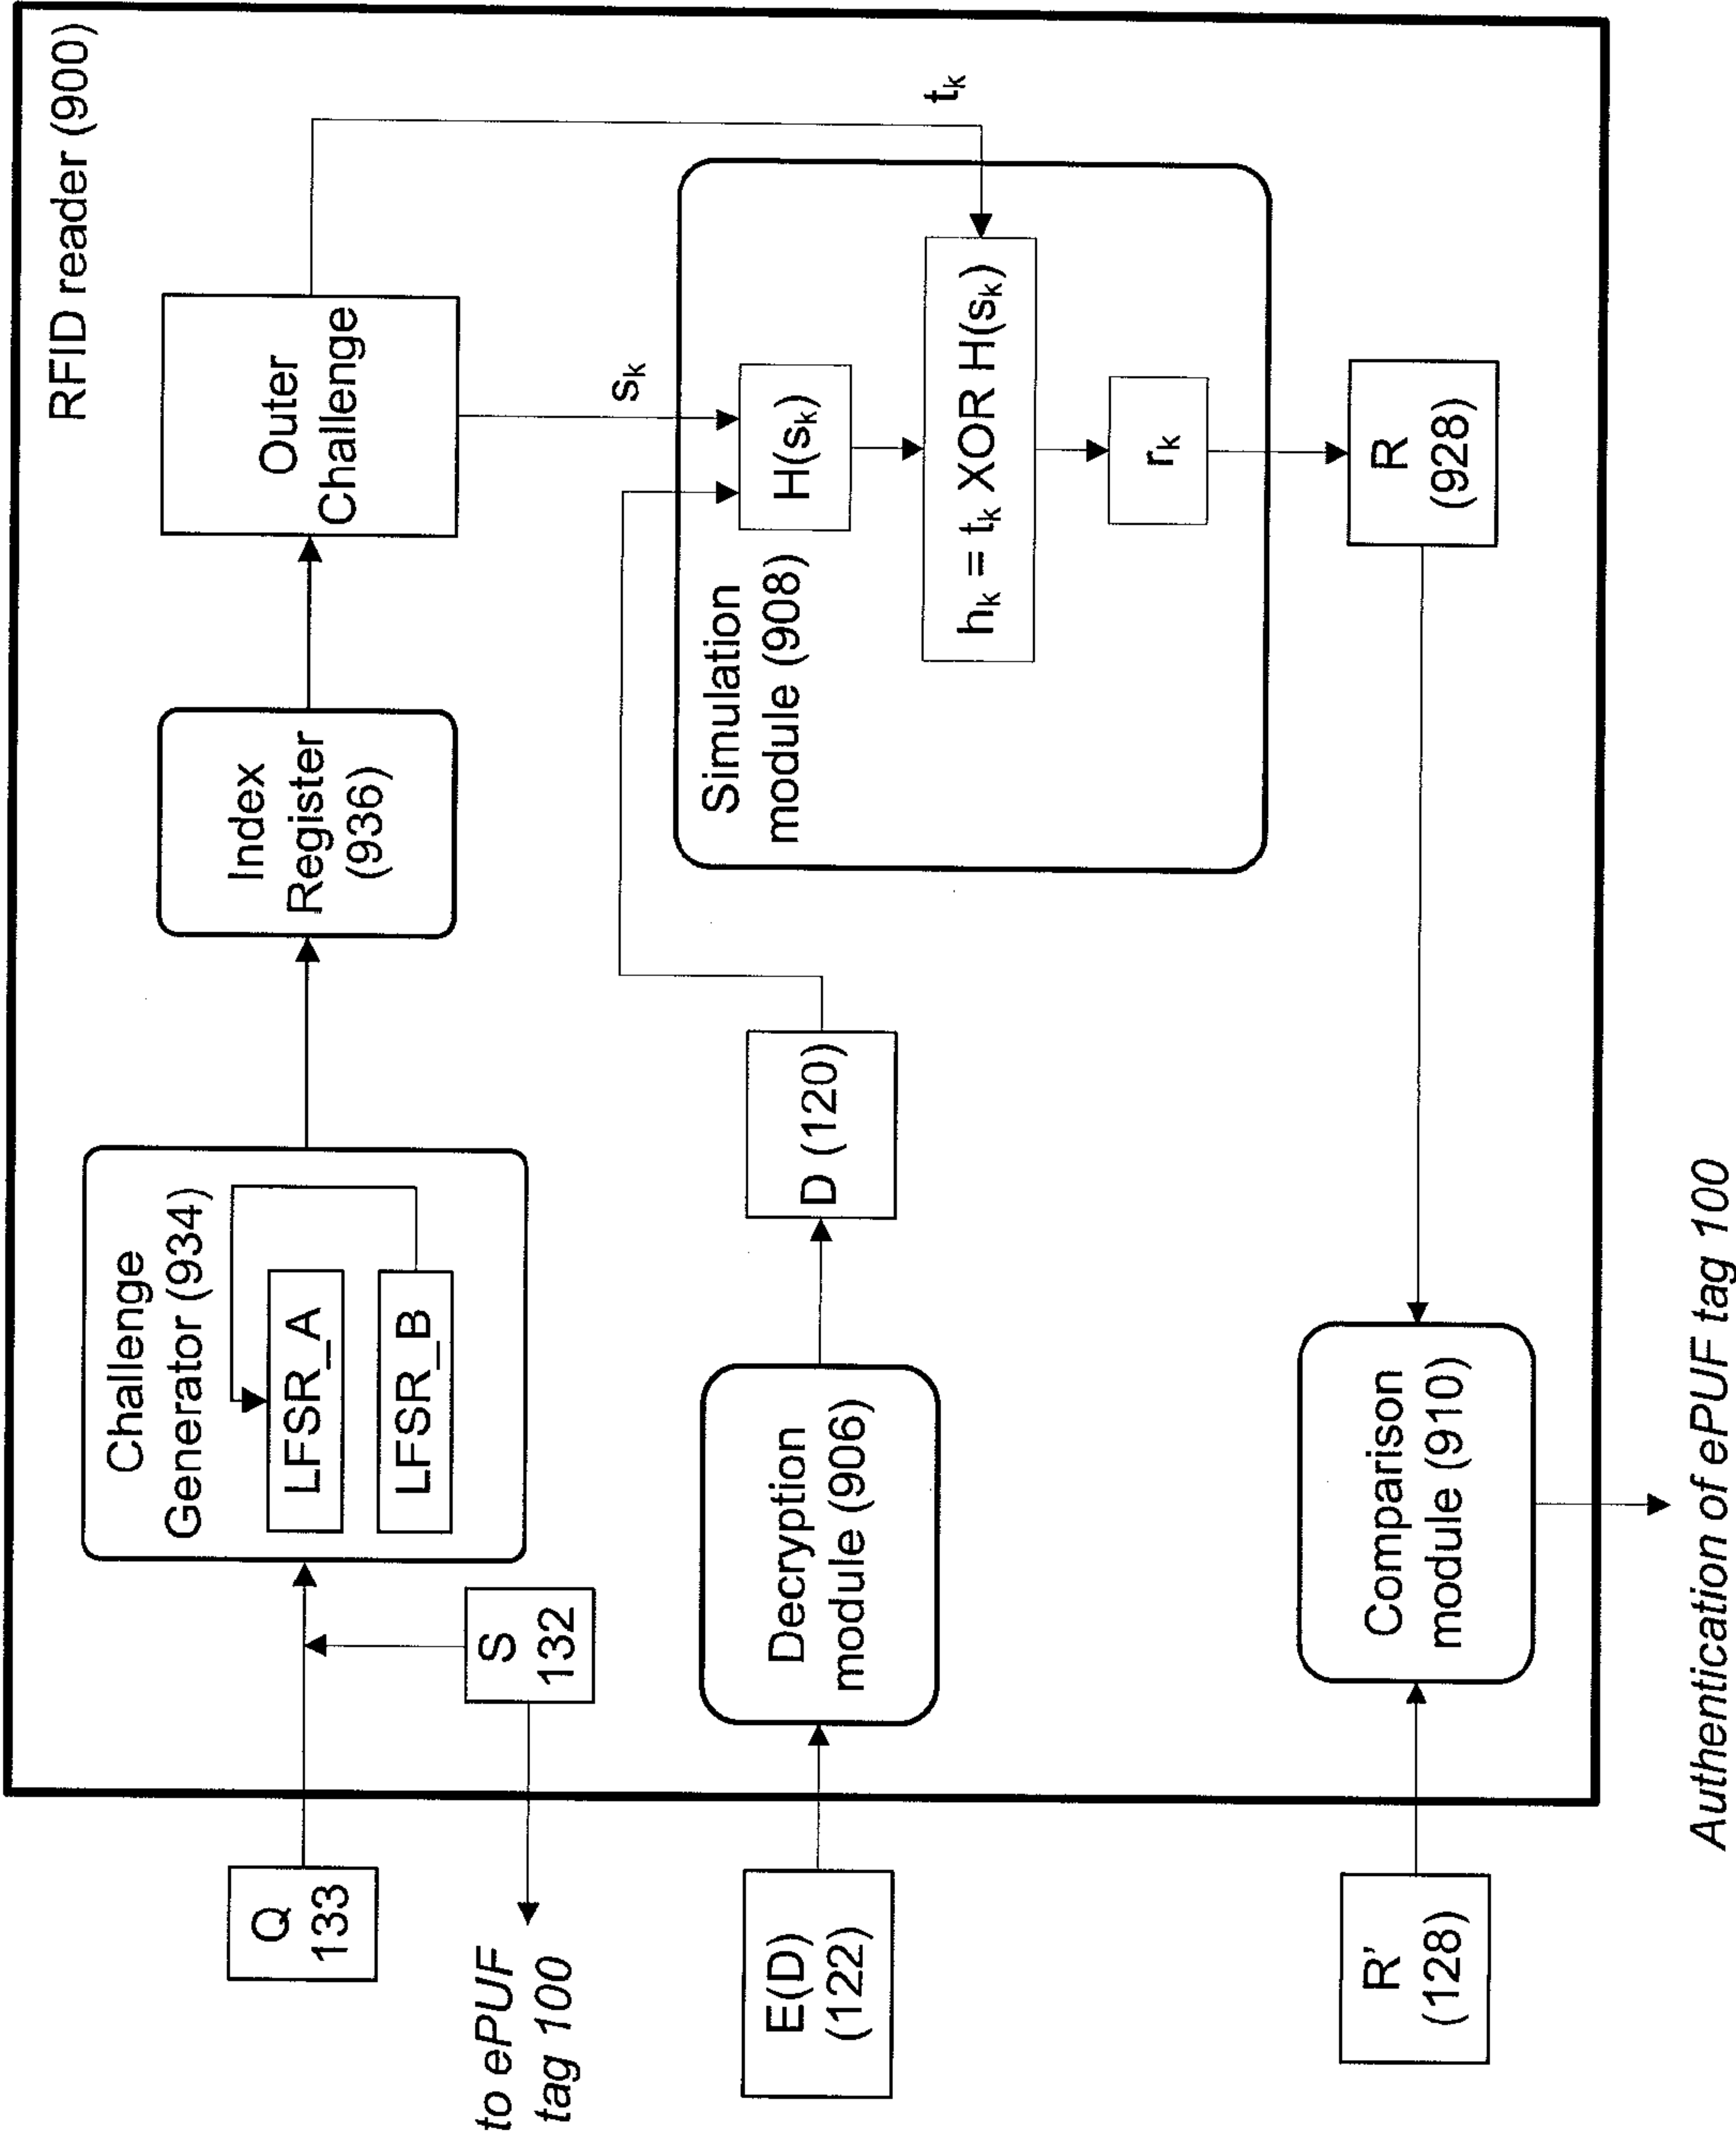 RFID reader (900)
Q
133
S
132
to ePUF
tag 100
Challenge
Generator (934)
LFSR_A
LFSR_B
Index
Register
(936)
Outer
Challenge
tₖ
sₖ
E(D)
(122)
Decryption
module (906)
D (120)
Simulation
module (908)
H(sₖ)
hₖ = tₖ XOR H(sₖ)
rₖ
R'
(128)
Comparison
module (910)
R
(928)
Authentication of ePUF tag 100